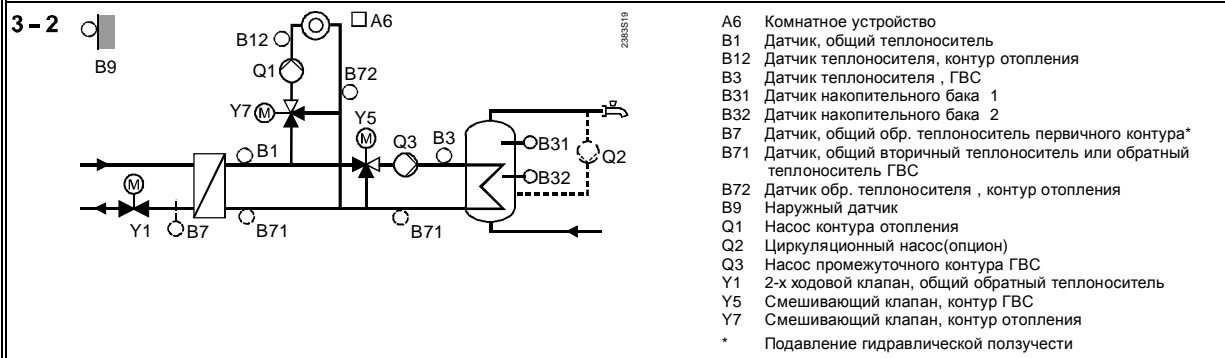 3 – 2
B9
A6
2383S19
B12
Q1
B72
Y7
M
Y5
M
B1
Q3
B3
B31
Q2
B32
M
Y1
B7
B71
B71
A6 Комнатное устройство
B1 Датчик, общий теплоноситель
B12 Датчик теплоносителя, контур отопления
B3 Датчик теплоносителя , ГВС
B31 Датчик накопительного бака 1
B32 Датчик накопительного бака 2
B7 Датчик, общий обр. теплоноситель первичного контура*
B71 Датчик, общий вторичный теплоноситель или обратный
теплоноситель ГВС
B72 Датчик обр. теплоносителя , контур отопления
B9 Наружный датчик
Q1 Насос контура отопления
Q2 Циркуляционный насос(опцион)
Q3 Насос промежуточного контура ГВС
Y1 2-х ходовой клапан, общий обратный теплоноситель
Y5 Смешивающий клапан, контур ГВС
Y7 Смешивающий клапан, контур отопления
* Подавление гидравлической ползучести